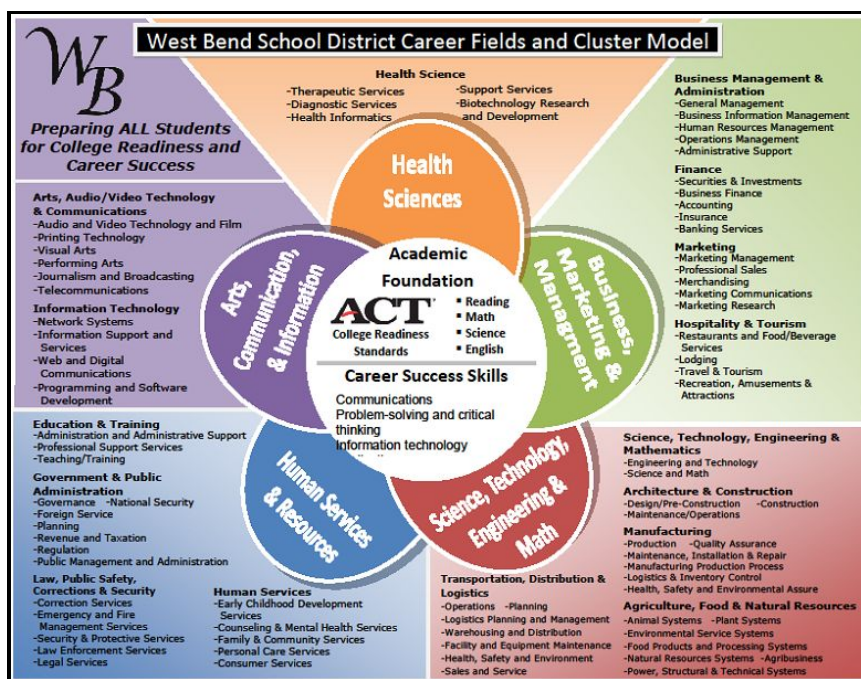 West Bend School District Career Fields and Cluster Model
WB
Preparing ALL Students
for College Readiness and
Career Success
Health Science
-Therapeutic Services
-Diagnostic Services
-Health Informatics
-Support Services
-Biotechnology Research
and Development
Business Management &
Administration
-General Management
-Business Information Management
-Human Resources Management
-Operations Management
-Administrative Support
Finance
-Securities & Investments
-Business Finance
-Accounting
-Insurance
-Banking Services
Marketing
-Marketing Management
-Professional Sales
-Merchandising
-Marketing Communications
-Marketing Research
Hospitality & Tourism
-Restaurants and Food/Beverage
Services
-Lodging
-Travel & Tourism
-Recreation, Amusements &
Attractions
Arts, Audio/Video Technology
& Communications
-Audio and Video Technology and Film
-Printing Technology
-Visual Arts
-Performing Arts
-Journalism and Broadcasting
-Telecommunications
Information Technology
-Network Systems
-Information Support and
Services
-Web and Digital
Communications
-Programming and Software
Development
Health
Sciences
Arts,
Communication,
& Information
Business,
Marketing &
Managment
Human Services
& Resources
Science, Technology,
Engineering &
Math
Academic
Foundation
ACT
College Readiness
Standards
▪ Reading
▪ Math
▪ Science
▪ English
Career Success Skills
Communications
Problem-solving and critical
thinking
Information technology
Education & Training
-Administration and Administrative Support
-Professional Support Services
-Teaching/Training
Government & Public
Administration
-Governance -National Security
-Foreign Service
-Planning
-Revenue and Taxation
-Regulation
-Public Management and Administration
Law, Public Safety,
Corrections & Security
-Correction Services
-Emergency and Fire
Management Services
-Security & Protective Services
-Law Enforcement Services
-Legal Services
Human Services
-Early Childhood Development
Services
-Counseling & Mental Health Services
-Family & Community Services
-Personal Care Services
-Consumer Services
Transportation, Distribution &
Logistics
-Operations -Planning
-Logistics Planning and Management
-Warehousing and Distribution
-Facility and Equipment Maintenance
-Health, Safety and Environment
-Sales and Service
Science, Technology, Engineering &
Mathematics
-Engineering and Technology
-Science and Math
Architecture & Construction
-Design/Pre-Construction -Construction
-Maintenance/Operations
Manufacturing
-Production -Quality Assurance
-Maintenance, Installation & Repair
-Manufacturing Production Process
-Logistics & Inventory Control
-Health, Safety and Environmental Assure
Agriculture, Food & Natural Resources
-Animal Systems -Plant Systems
-Environmental Service Systems
-Food Products and Processing Systems
-Natural Resources Systems -Agribusiness
-Power, Structural & Technical Systems